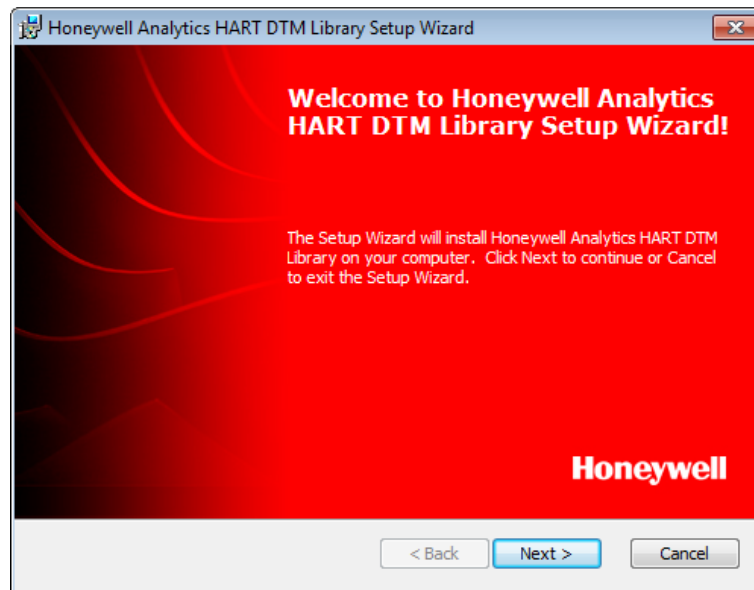 Honeywell Analytics HART DTM Library Setup Wizard
Welcome to Honeywell Analytics
HART DTM Library Setup Wizard!
The Setup Wizard will install Honeywell Analytics HART DTM
Library on your computer.  Click Next to continue or Cancel
to exit the Setup Wizard.
Honeywell
< Back
Next >
Cancel